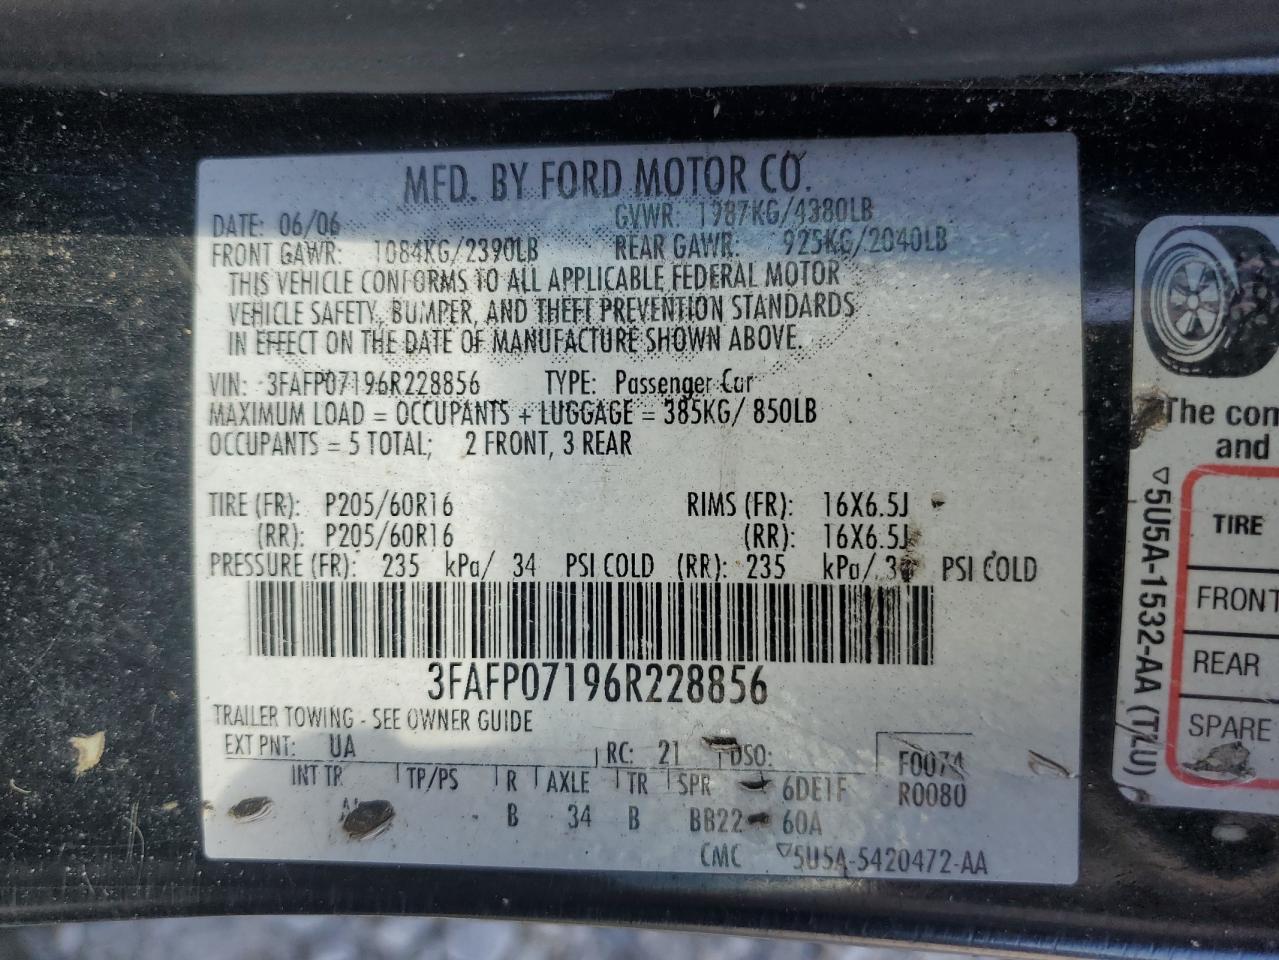 MFD. BY FORD MOTOR CO.
DATE: 06/06 GVWR: 1987KG/4380LB
FRONT GAWR: 1084KG/2390LB REAR GAWR: 925KG/2040LB
THIS VEHICLE CONFORMS TO ALL APPLICABLE FEDERAL MOTOR
VEHICLE SAFETY, BUMPER, AND THEFT PREVENTION STANDARDS
IN EFFECT ON THE DATE OF MANUFACTURE SHOWN ABOVE.
VIN: 3FAFP07196R228856 TYPE: Passenger Car
MAXIMUM LOAD = OCCUPANTS + LUGGAGE = 385KG/ 850LB
OCCUPANTS = 5 TOTAL; 2 FRONT, 3 REAR
TIRE (FR): P205/60R16 RIMS (FR): 16X6.5J
(RR): P205/60R16 (RR): 16X6.5J
PRESSURE (FR): 235 kPa/ 34 PSI COLD (RR): 235 kPa/ PSI COLD
3FAFP07196R228856
TRAILER TOWING - SEE OWNER GUIDE
EXT PNT: UA RC: 21 DSO: F0074
INT TR TP/PS R AXLE TR SPR 6DE1F R0080
B 34 B BB22 60A
CMC ▽5U5A-5420472-AA
▽5U5A-1532-AA (TZU)
The com
and
TIRE
FRONT
REAR
SPARE